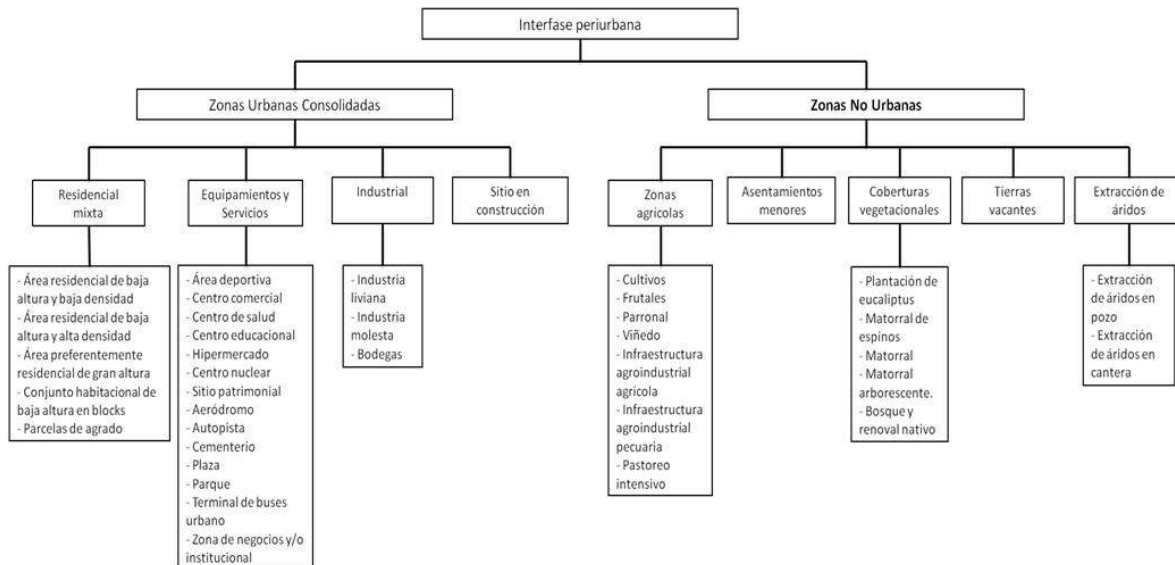 Interfase periurbana
Zonas Urbanas Consolidadas
Zonas No Urbanas
Residencial
mixta
Equipamientos y
Servicios
Industrial
Sitio en
construcción
Zonas
agrícolas
Asentamientos
menores
Coberturas
vegetacionales
Tierras
vacantes
Extracción de
áridos
- Área residencial de baja
altura y baja densidad
- Área residencial de baja
altura y alta densidad
- Área preferentemente
residencial de gran altura
- Conjunto habitacional de
baja altura en blocks
- Parcelas de agrado
- Área deportiva
- Centro comercial
- Centro de salud
- Centro educacional
- Hipermercado
- Centro nuclear
- Sitio patrimonial
- Aeródromo
- Autopista
- Cementerio
- Plaza
- Parque
- Terminal de buses
urbano
- Zona de negocios y/o
institucional
- Industria
liviana
- Industria
molesta
- Bodegas
- Cultivos
- Frutales
- Parronal
- Viñedo
- Infraestructura
agroindustrial
agrícola
- Infraestructura
agroindustrial
pecuaria
- Pastoreo
intensivo
- Plantación de
eucaliptus
- Matorral de
espinos
- Matorral
- Matorral
arborescente.
- Bosque y
renoval nativo
- Extracción
de áridos en
pozo
- Extracción
de áridos en
cantera